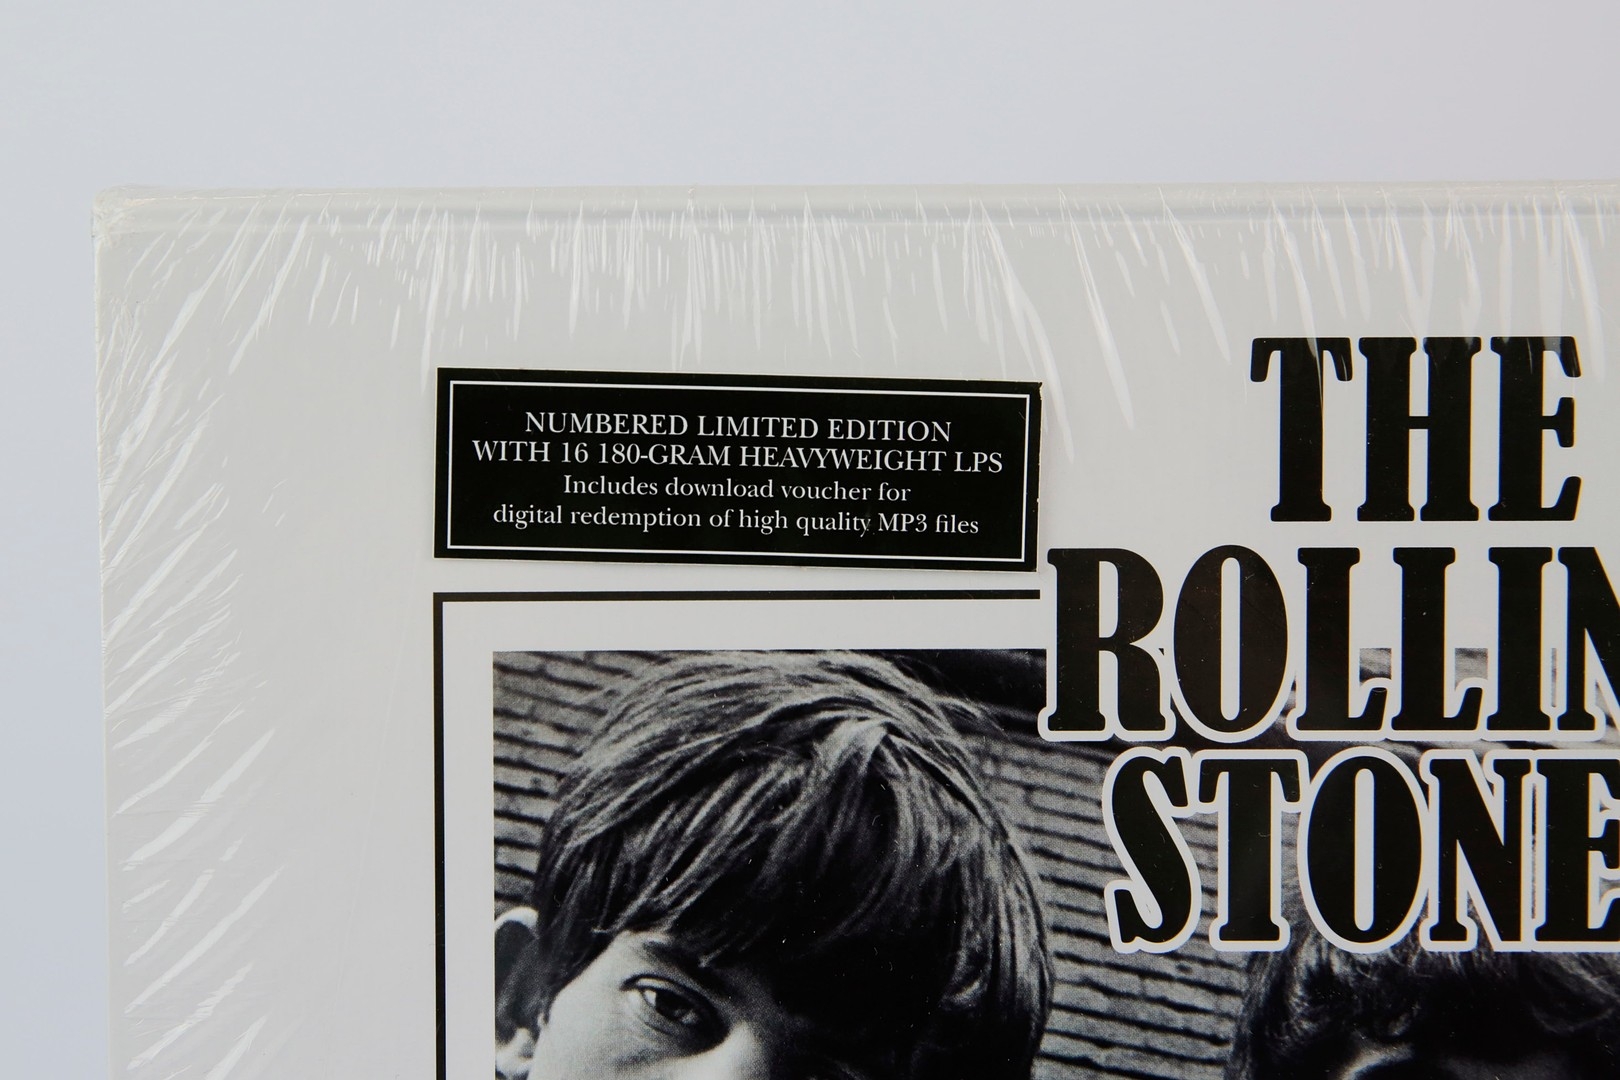 NUMBERED LIMITED EDITION
WITH 16 180-GRAM HEAVYWEIGHT LPS
Includes download voucher for
digital redemption of high quality MP3 files
THE
ROLLIN
STONE